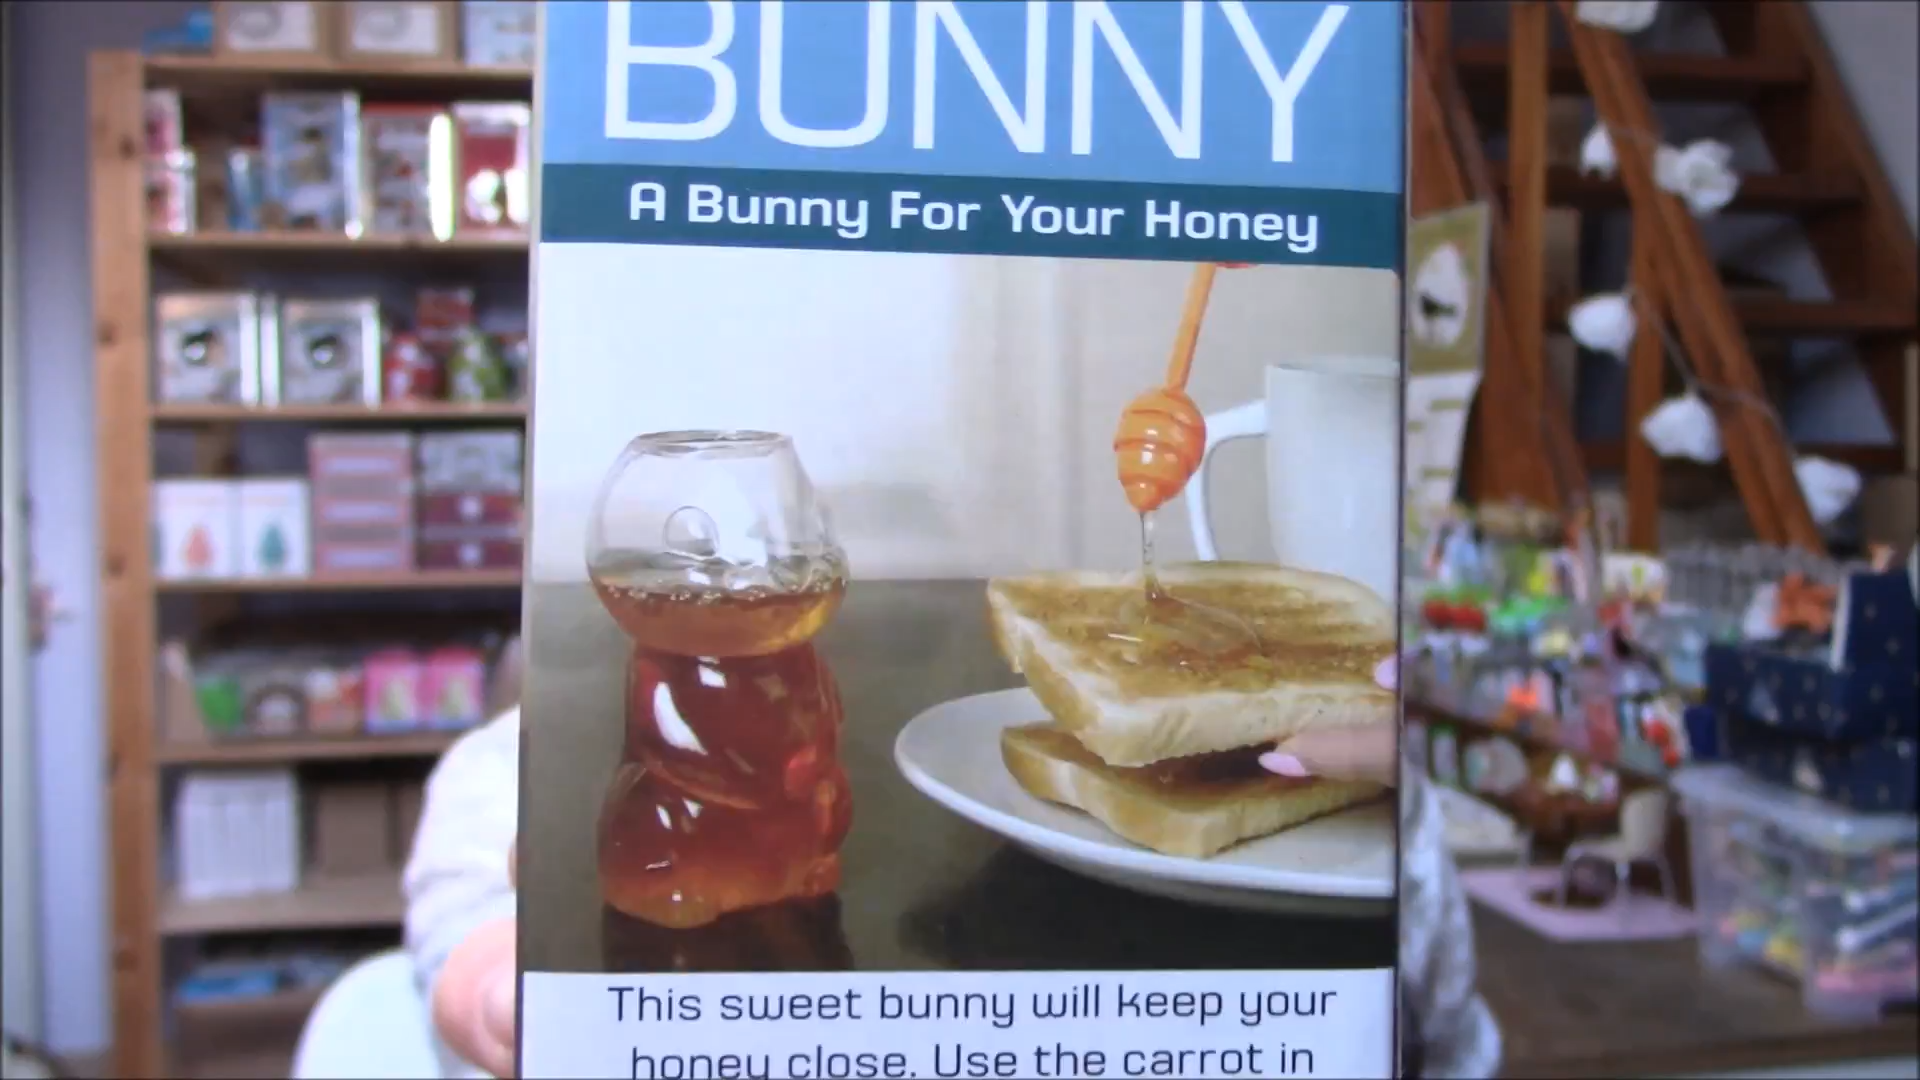 BUNNY
A Bunny For Your Honey
This sweet bunny will keep your
honey close. Use the carrot in